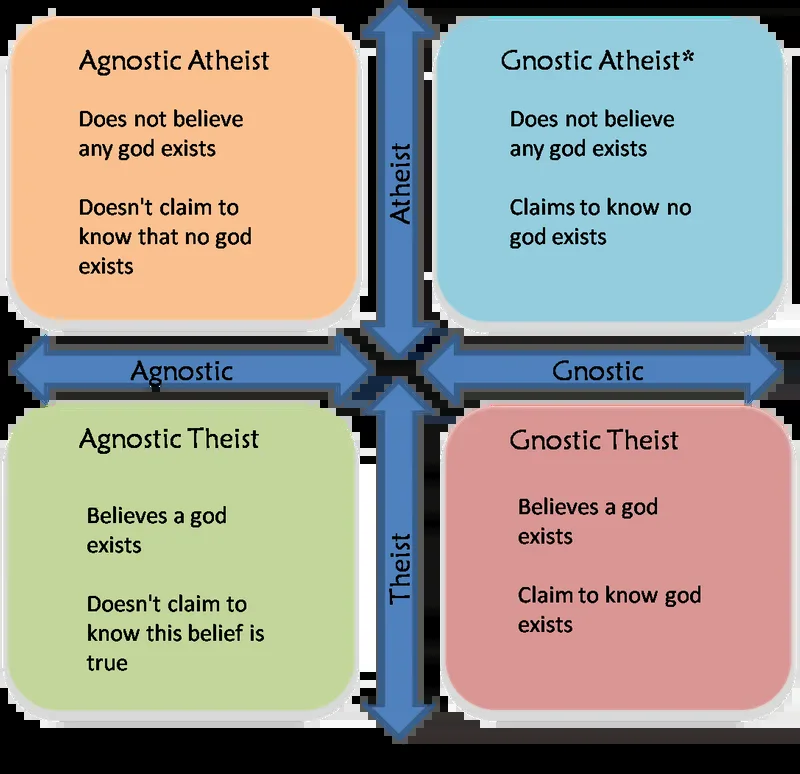 Agnostic Atheist
Does not believe
any god exists
Doesn't claim to
know that no god
exists
Atheist
Gnostic Atheist*
Does not believe
any god exists
Claims to know no
god exists
Agnostic
Gnostic
Agnostic Theist
Believes a god
exists
Doesn't claim to
know this belief is
true
Theist
Gnostic Theist
Believes a god
exists
Claim to know god
exists